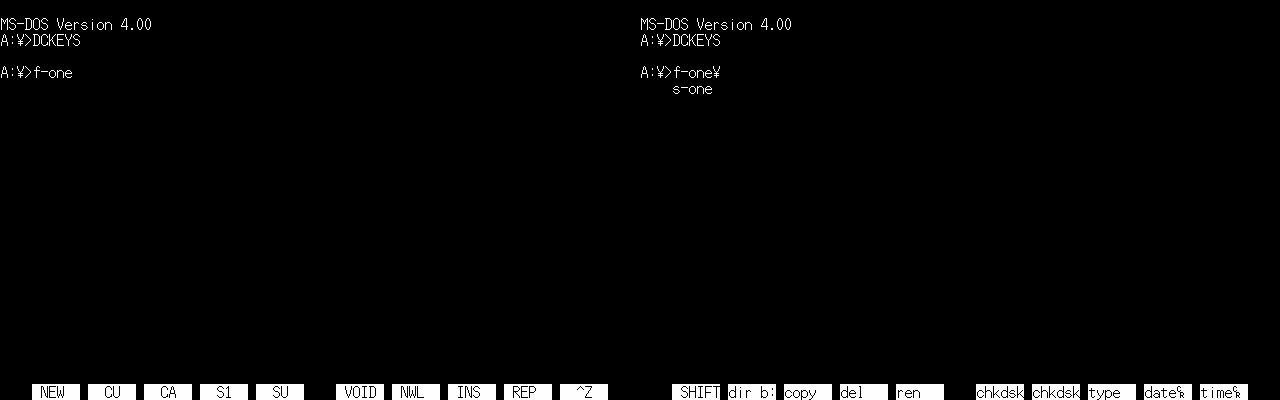 MS-DOS Version 4.00
A:¥>DCKEYS
A:¥>f-one
NEW CU CA S1 SU VOID NWL INS REP ^Z
MS-DOS Version 4.00
A:¥>DCKEYS
A:¥>f-one¥
s-one
SHIFT dir b: copy del ren chkdsk chkdsk type date␍ time␍